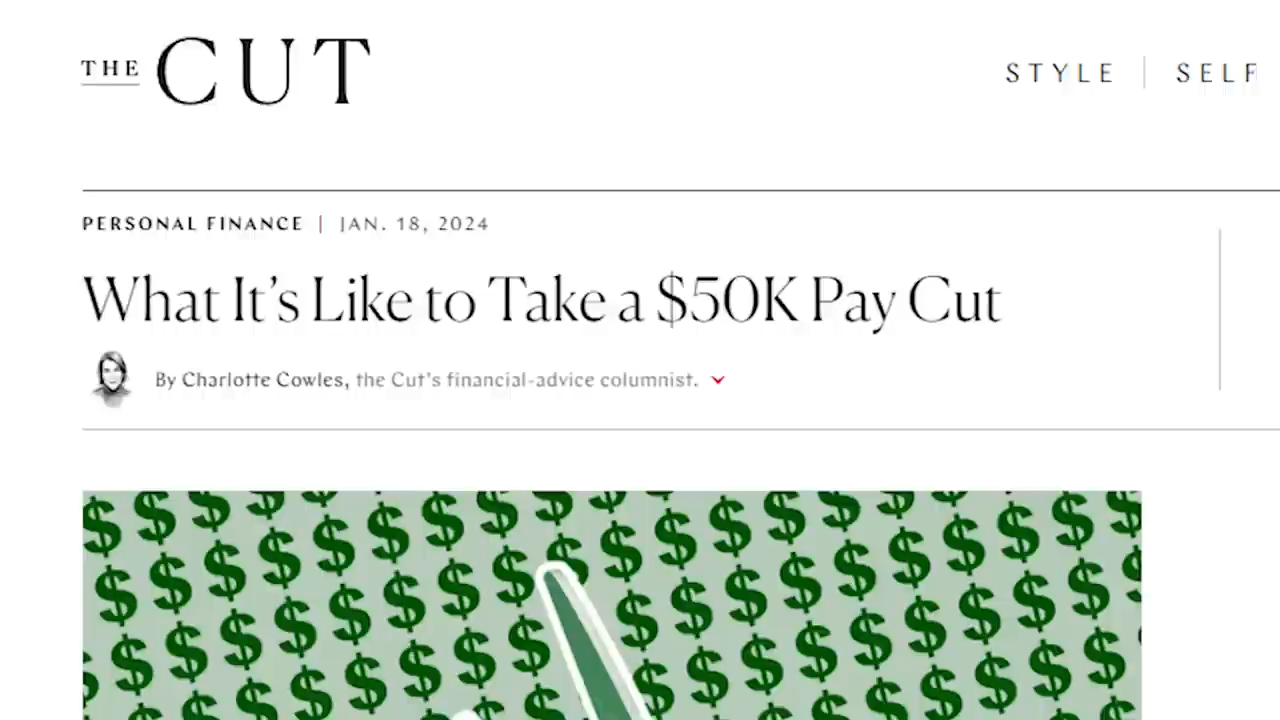 THE CUT
STYLE | SELF
PERSONAL FINANCE | JAN. 18, 2024
What It's Like to Take a $50K Pay Cut
By Charlotte Cowles, the Cut's financial-advice columnist.